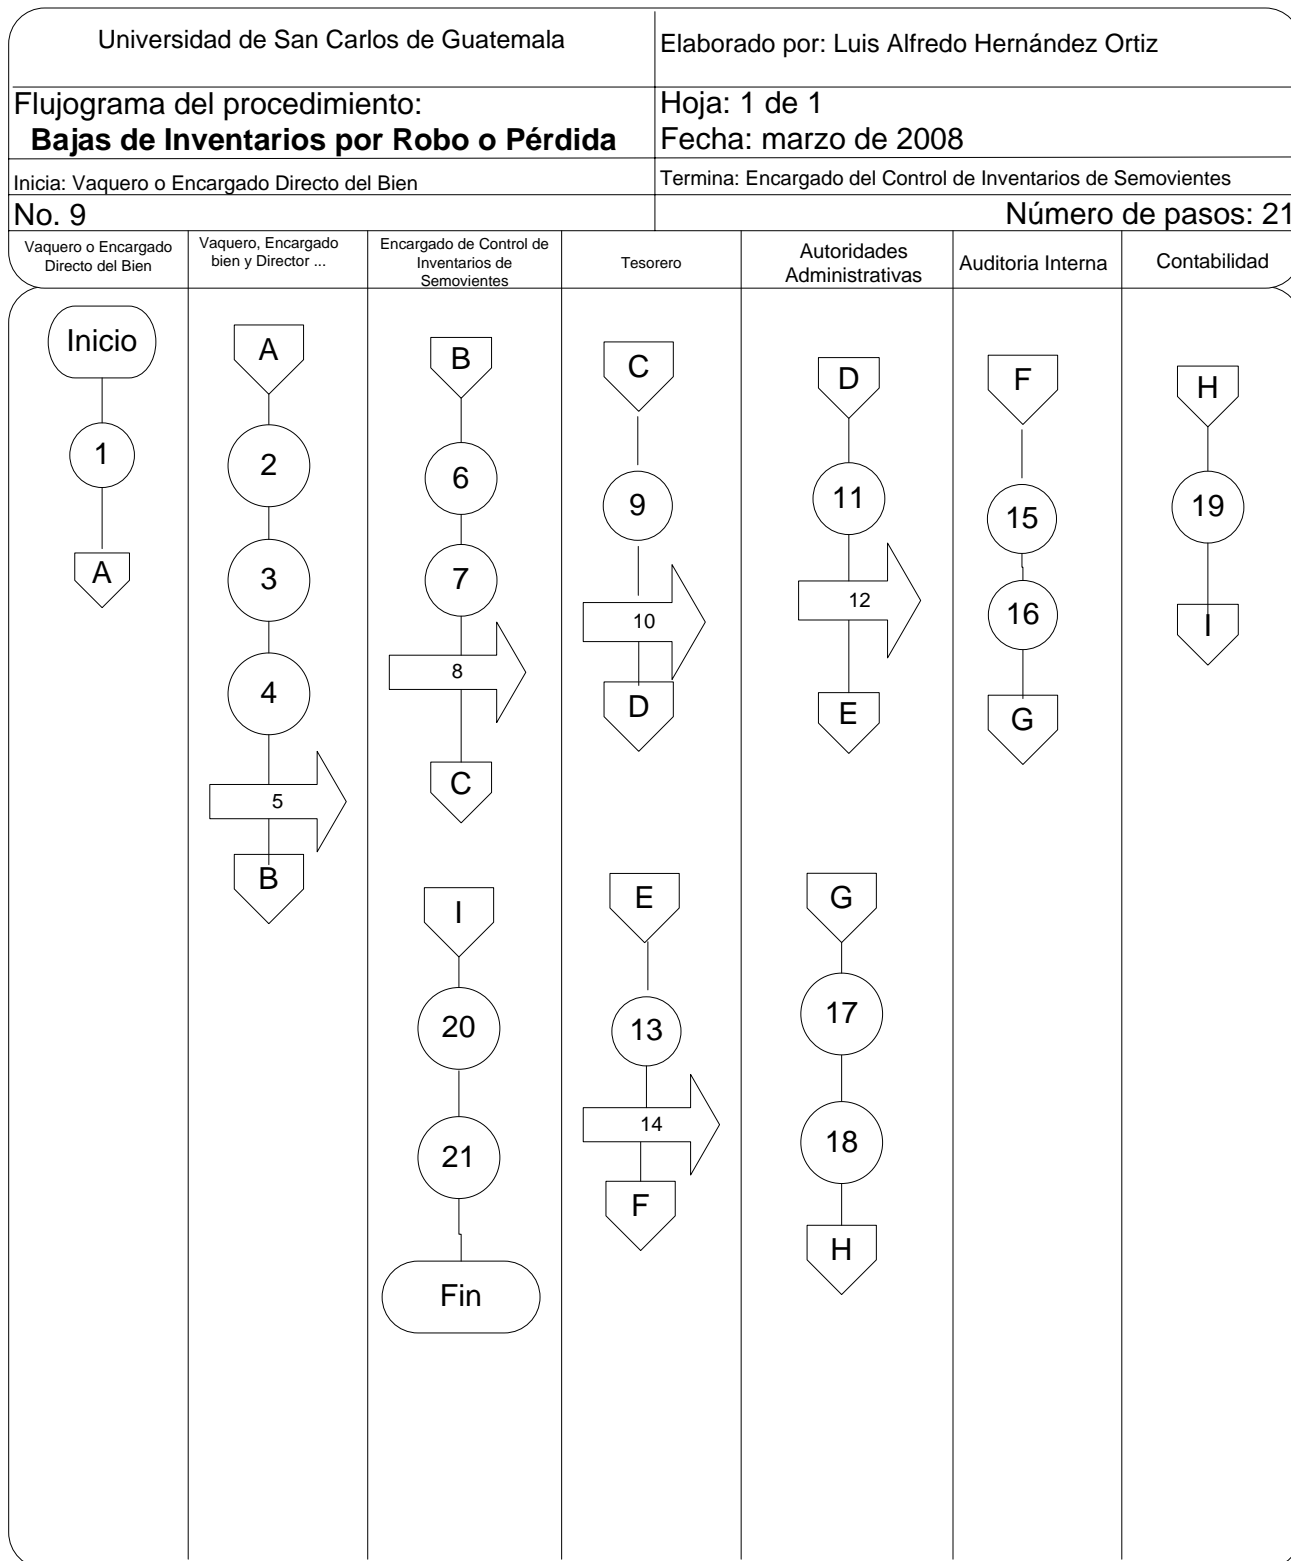 Universidad de San Carlos de Guatemala
Elaborado por: Luis Alfredo Hernández Ortiz
Flujograma del procedimiento:
Bajas de Inventarios por Robo o Pérdida
Hoja: 1 de 1
Fecha: marzo de 2008
Inicia: Vaquero o Encargado Directo del Bien
Termina: Encargado del Control de Inventarios de Semovientes
No. 9
Número de pasos: 21
Vaquero o Encargado
Directo del Bien
Vaquero, Encargado
bien y Director ...
Encargado de Control de
Inventarios de
Semovientes
Tesorero
Autoridades
Administrativas
Auditoria Interna
Contabilidad
Inicio
1
A
A
2
3
4
5
B
B
6
7
8
C
I
20
21
Fin
C
9
10
D
E
13
14
F
D
11
12
E
G
17
18
H
F
15
16
G
H
19
I